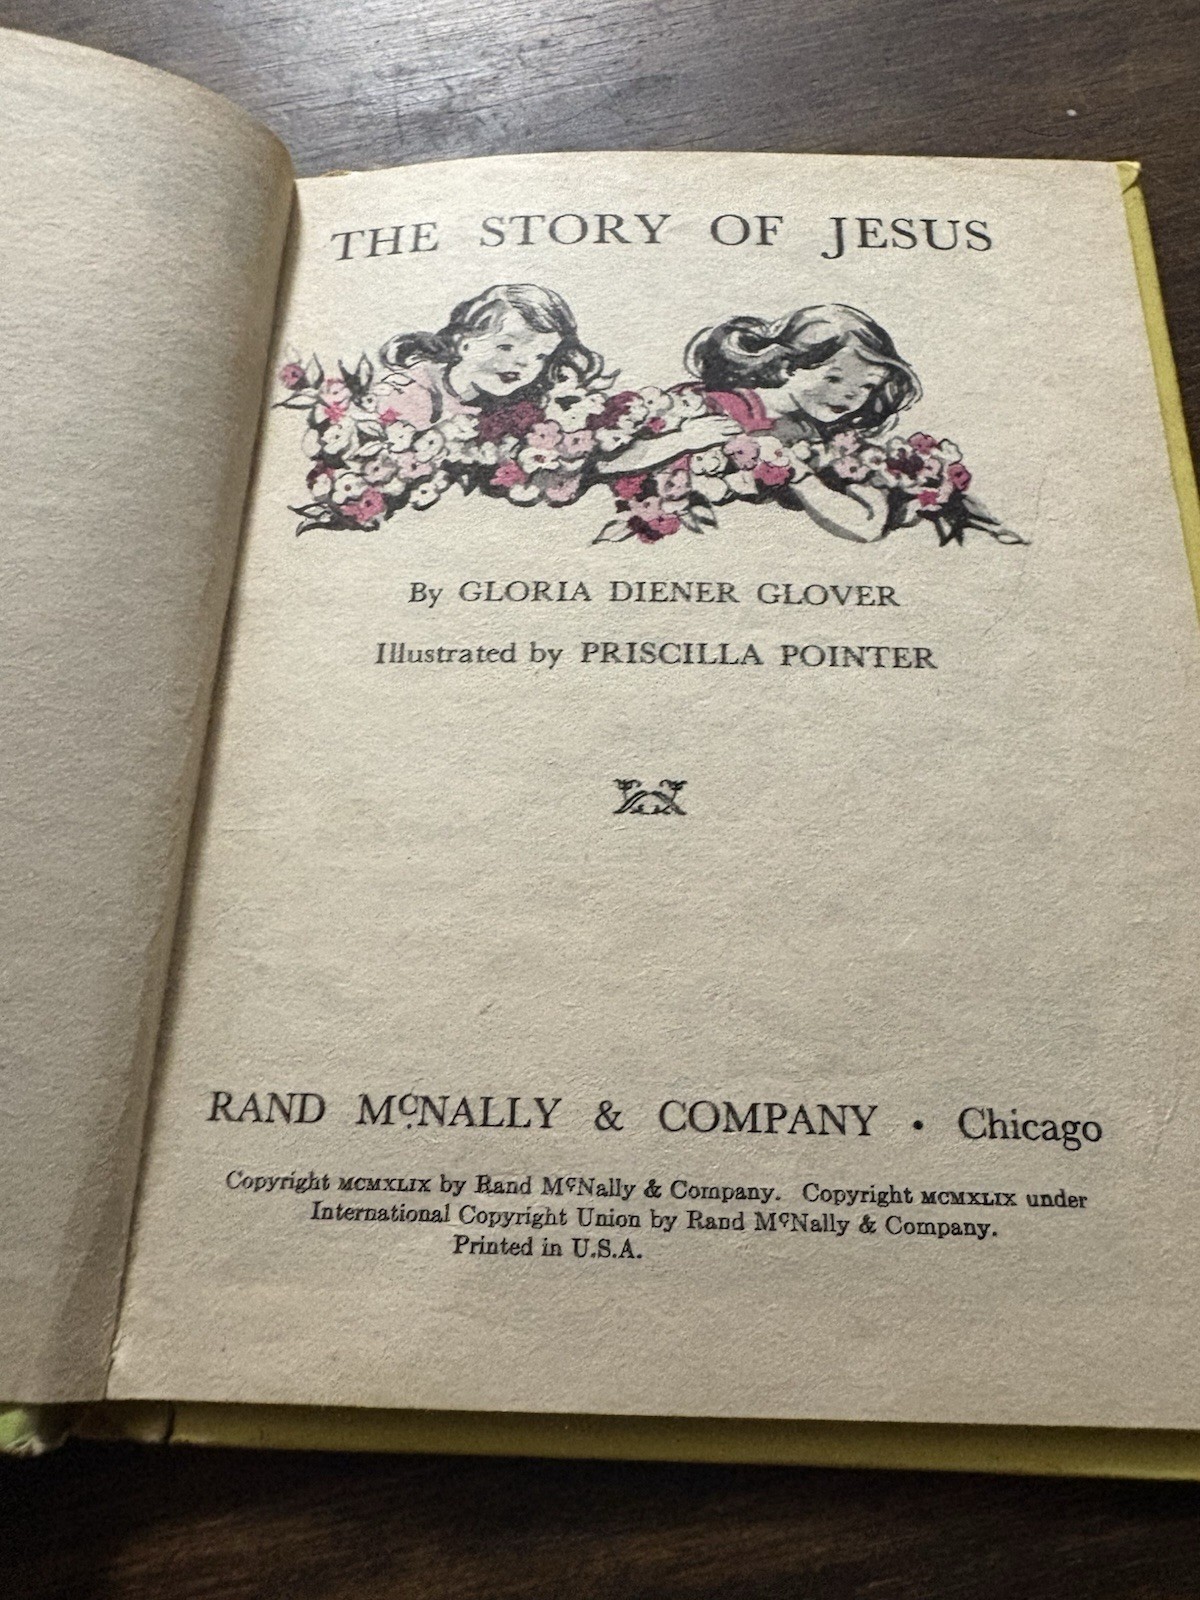 THE STORY OF JESUS
By GLORIA DIENER GLOVER
Illustrated by PRISCILLA POINTER
RAND MᶜNALLY & COMPANY • Chicago
Copyright MCMXLIX by Rand MᶜNally & Company. Copyright MCMXLIX under
International Copyright Union by Rand MᶜNally & Company.
Printed in U.S.A.